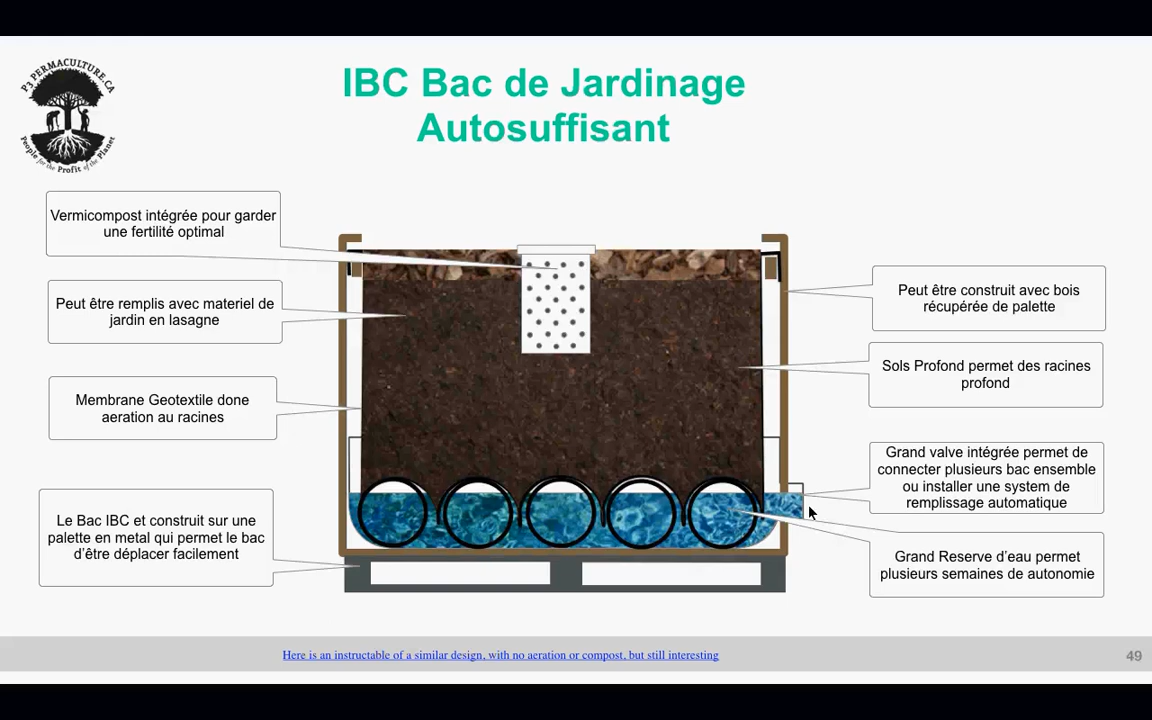 P3 PERMACULTURE.CA
People for the Profit of the Planet
IBC Bac de Jardinage
Autosuffisant
Vermicompost intégrée pour garder
une fertilité optimal
Peut être remplis avec materiel de
jardin en lasagne
Membrane Geotextile done
aeration au racines
Le Bac IBC et construit sur une
palette en metal qui permet le bac
d'être déplacer facilement
Peut être construit avec bois
récupérée de palette
Sols Profond permet des racines
profond
Grand valve intégrée permet de
connecter plusieurs bac ensemble
ou installer une system de
remplissage automatique
Grand Reserve d'eau permet
plusieurs semaines de autonomie
Here is an instructable of a similar design, with no aeration or compost, but still interesting
49